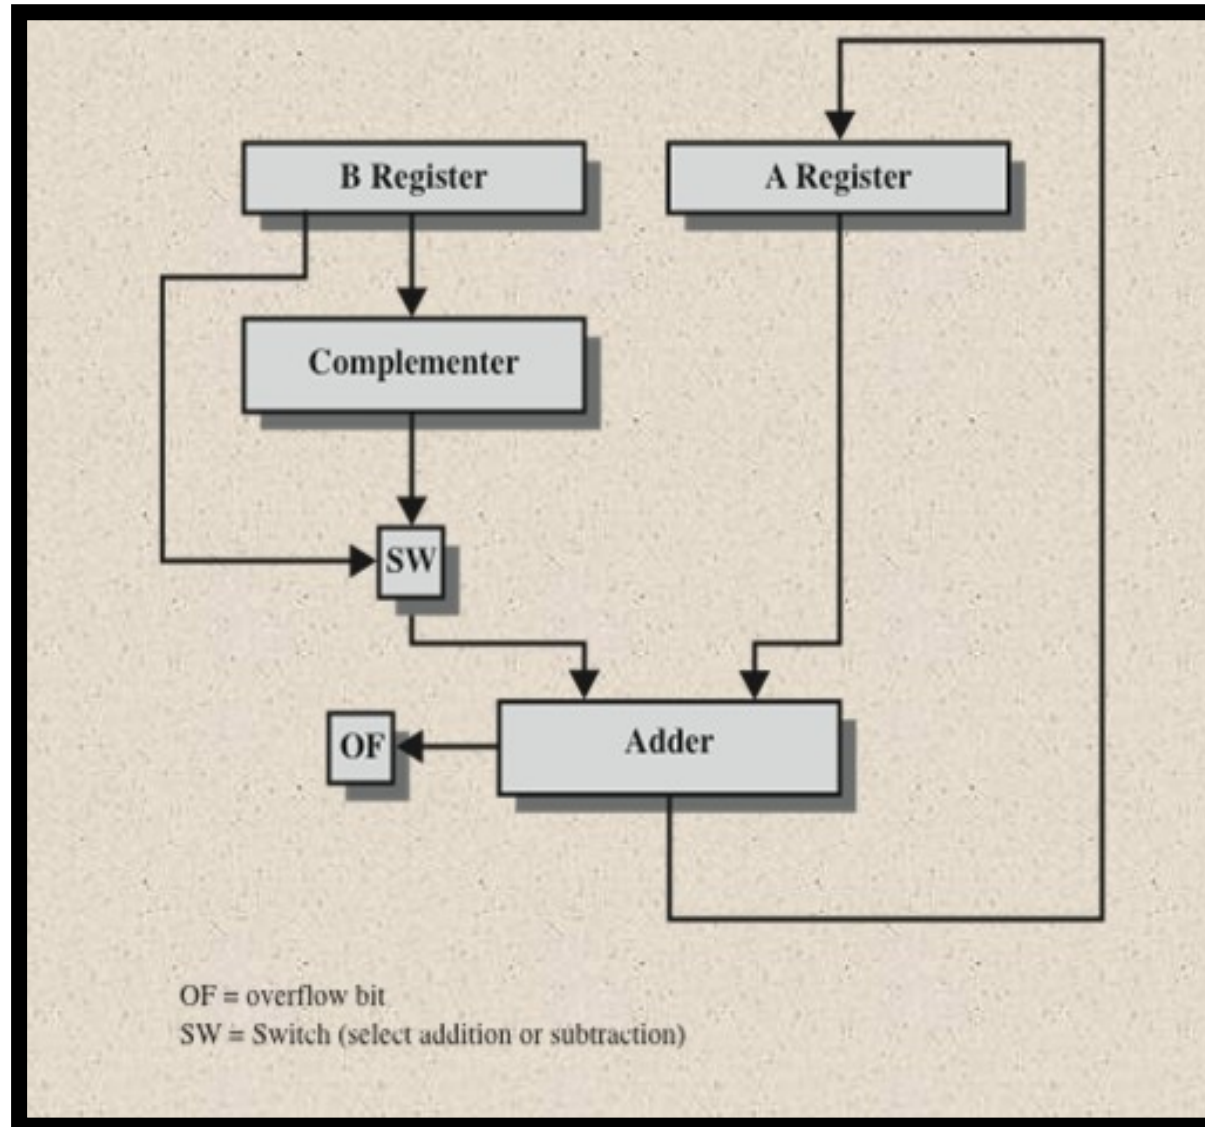 B Register
A Register
Complementer
SW
OF
Adder
OF = overflow bit
SW = Switch (select addition or subtraction)